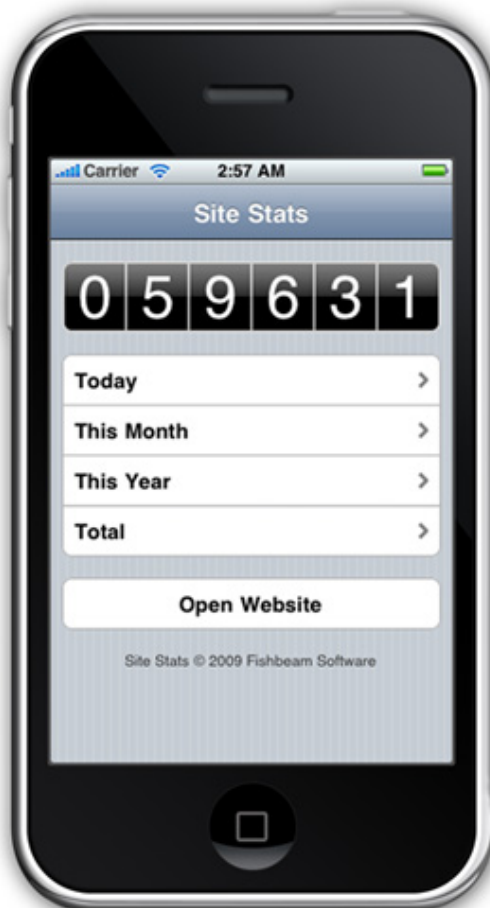 Carrier 2:57 AM
Site Stats
059631
Today
This Month
This Year
Total
Open Website
Site Stats © 2009 Fishbeam Software